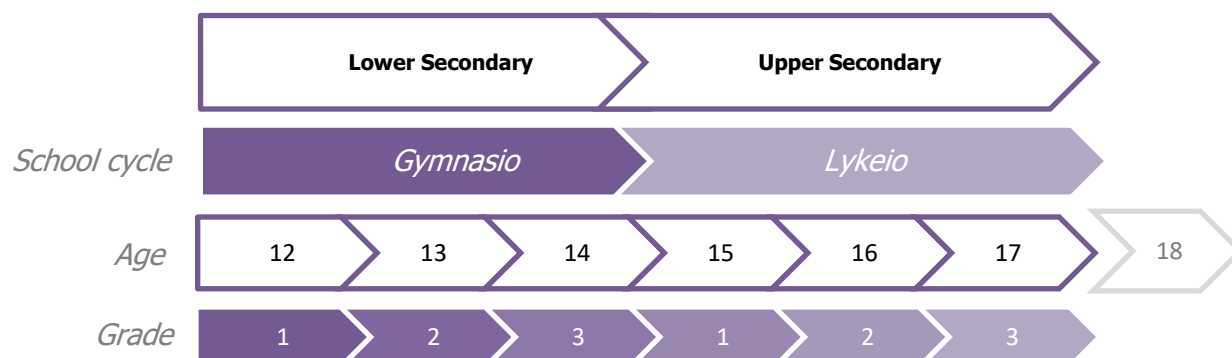 Lower Secondary Upper Secondary
School cycle Gymnasio Lykeio
Age 12 13 14 15 16 17 18
Grade 1 2 3 1 2 3